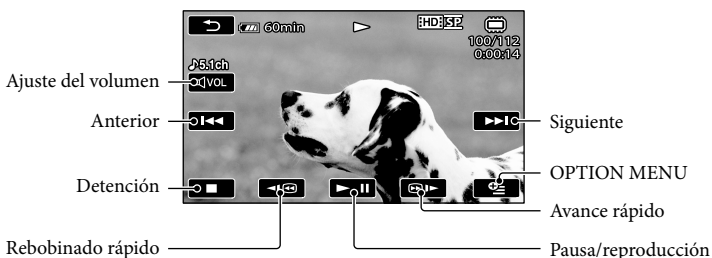 60min
HD SP
100/112
♪5.1ch
0:00:14
Ajuste del volumen
VOL
Anterior
Siguiente
OPTION MENU
Detención
Avance rápido
Rebobinado rápido
Pausa/reproducción